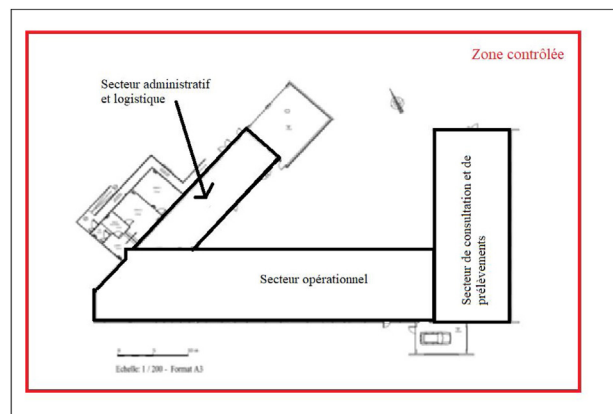 Zone contrôlée
Secteur administratif
et logistique
Secteur opérationnel
Secteur de consultation et de
prélèvements
Echelle: 1 / 200 - Format A3